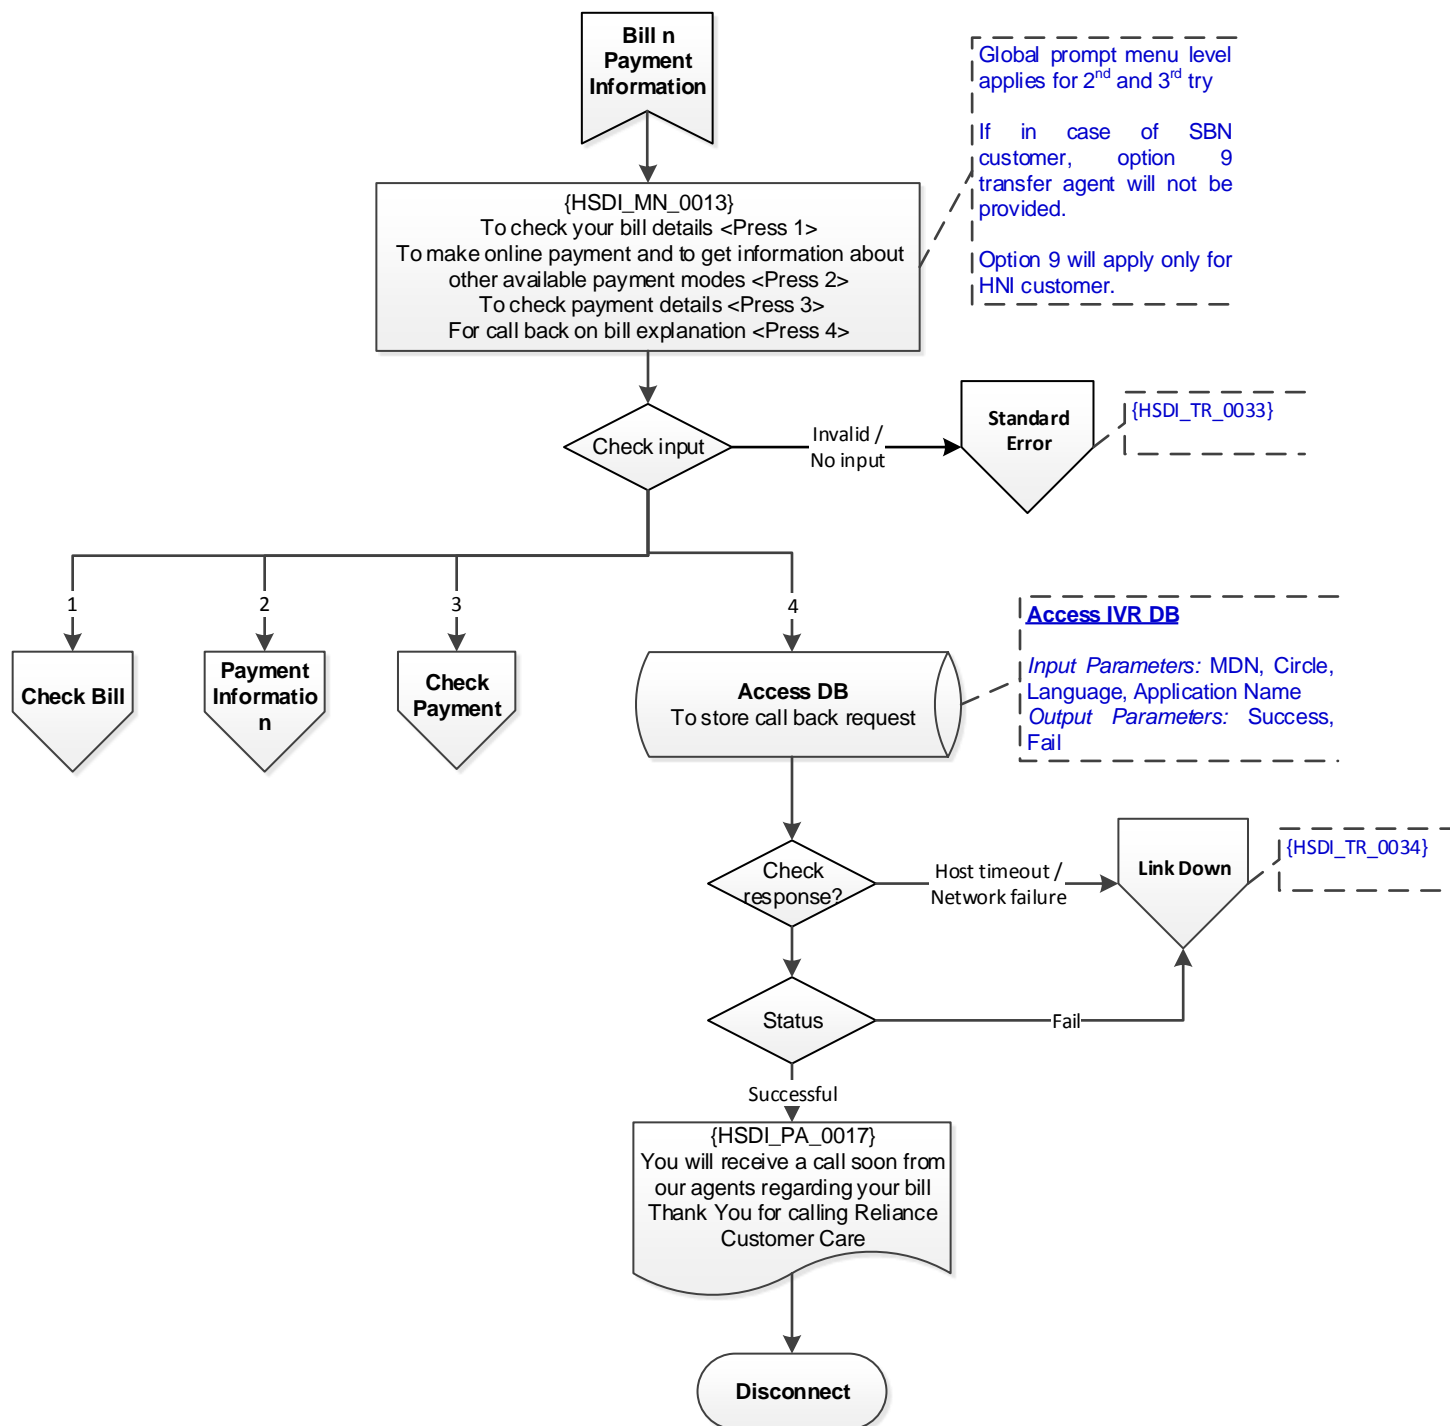 Bill n
Payment
Information
Global prompt menu level
applies for 2nd and 3rd try
If in case of SBN
customer, option 9
transfer agent will not be
provided.
Option 9 will apply only for
HNI customer.
{HSDI_MN_0013}
To check your bill details <Press 1>
To make online payment and to get information about
other available payment modes <Press 2>
To check payment details <Press 3>
For call back on bill explanation <Press 4>
Check input
Invalid /
No input
Standard
Error
{HSDI_TR_0033}
1
2
3
4
Check Bill
Payment
Informatio
n
Check
Payment
Access DB
To store call back request
Access IVR DB
Input Parameters: MDN, Circle,
Language, Application Name
Output Parameters: Success,
Fail
Check
response?
Host timeout /
Network failure
Link Down
{HSDI_TR_0034}
Status
Fail
Successful
{HSDI_PA_0017}
You will receive a call soon from
our agents regarding your bill
Thank You for calling Reliance
Customer Care
Disconnect